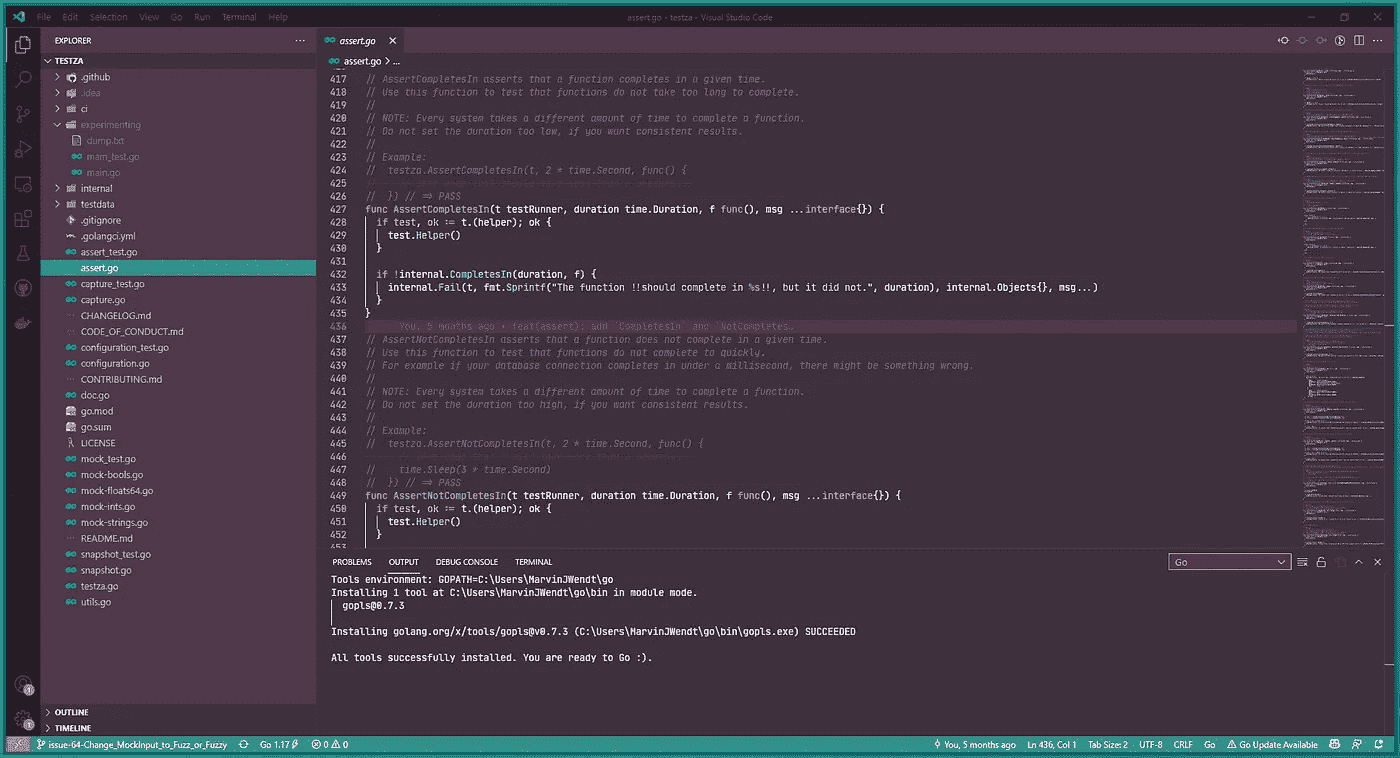 File Edit Selection View Go Run Terminal Help
assert.go - testza - Visual Studio Code
EXPLORER
TESTZA
.github
.idea
ci
experimenting
dump.txt
mam_test.go
main.go
internal
testdata
.gitignore
.golangci.yml
assert_test.go
assert.go
capture_test.go
capture.go
CHANGELOG.md
CODE_OF_CONDUCT.md
configuration_test.go
configuration.go
CONTRIBUTING.md
doc.go
go.mod
go.sum
LICENSE
mock_test.go
mock-bools.go
mock-floats64.go
mock-ints.go
mock-strings.go
README.md
snapshot_test.go
snapshot.go
testza.go
utils.go
OUTLINE
TIMELINE
assert.go
assert.go > ...
417 // AssertCompletesIn asserts that a function completes in a given time.
418 // Use this function to test that functions do not take too long to complete.
419 //
420 // NOTE: Every system takes a different amount of time to complete a function.
421 // Do not set the duration too low, if you want consistent results.
422 //
423 // Example:
424 // testza.AssertCompletesIn(t, 2 * time.Second, func() {
425
426 // }) // => PASS
427 func AssertCompletesIn(t testRunner, duration time.Duration, f func(), msg ...interface{}) {
428 if test, ok := t.(helper); ok {
429 test.Helper()
430 }
431
432 if !internal.CompletesIn(duration, f) {
433 internal.Fail(t, fmt.Sprintf("The function !!should complete in %s!!, but it did not.", duration), internal.Objects{}, msg...)
434 }
435 }
436 You, 5 months ago • feat(assert): add `CompletesIn` and `NotCompletes…
437 // AssertNotCompletesIn asserts that a function does not complete in a given time.
438 // Use this function to test that functions do not complete to quickly.
439 // For example if your database connection completes in under a millisecond, there might be something wrong.
440 //
441 // NOTE: Every system takes a different amount of time to complete a function.
442 // Do not set the duration too high, if you want consistent results.
443 //
444 // Example:
445 // testza.AssertNotCompletesIn(t, 2 * time.Second, func() {
446
447 // time.Sleep(3 * time.Second)
448 // }) // => PASS
449 func AssertNotCompletesIn(t testRunner, duration time.Duration, f func(), msg ...interface{}) {
450 if test, ok := t.(helper); ok {
451 test.Helper()
452 }
453
PROBLEMS OUTPUT DEBUG CONSOLE TERMINAL
Go
Tools environment: GOPATH=C:\Users\MarvinJWendt\go
Installing 1 tool at C:\Users\MarvinJWendt\go\bin in module mode.
gopls@0.7.3
Installing golang.org/x/tools/gopls@v0.7.3 (C:\Users\MarvinJWendt\go\bin\gopls.exe) SUCCEEDED
All tools successfully installed. You are ready to Go :).
1
1
issue-64-Change_MockInput_to_Fuzz_or_Fuzzy Go 1.17 0 0 You, 5 months ago Ln 436, Col 1 Tab Size: 2 UTF-8 CRLF Go Go Update Available